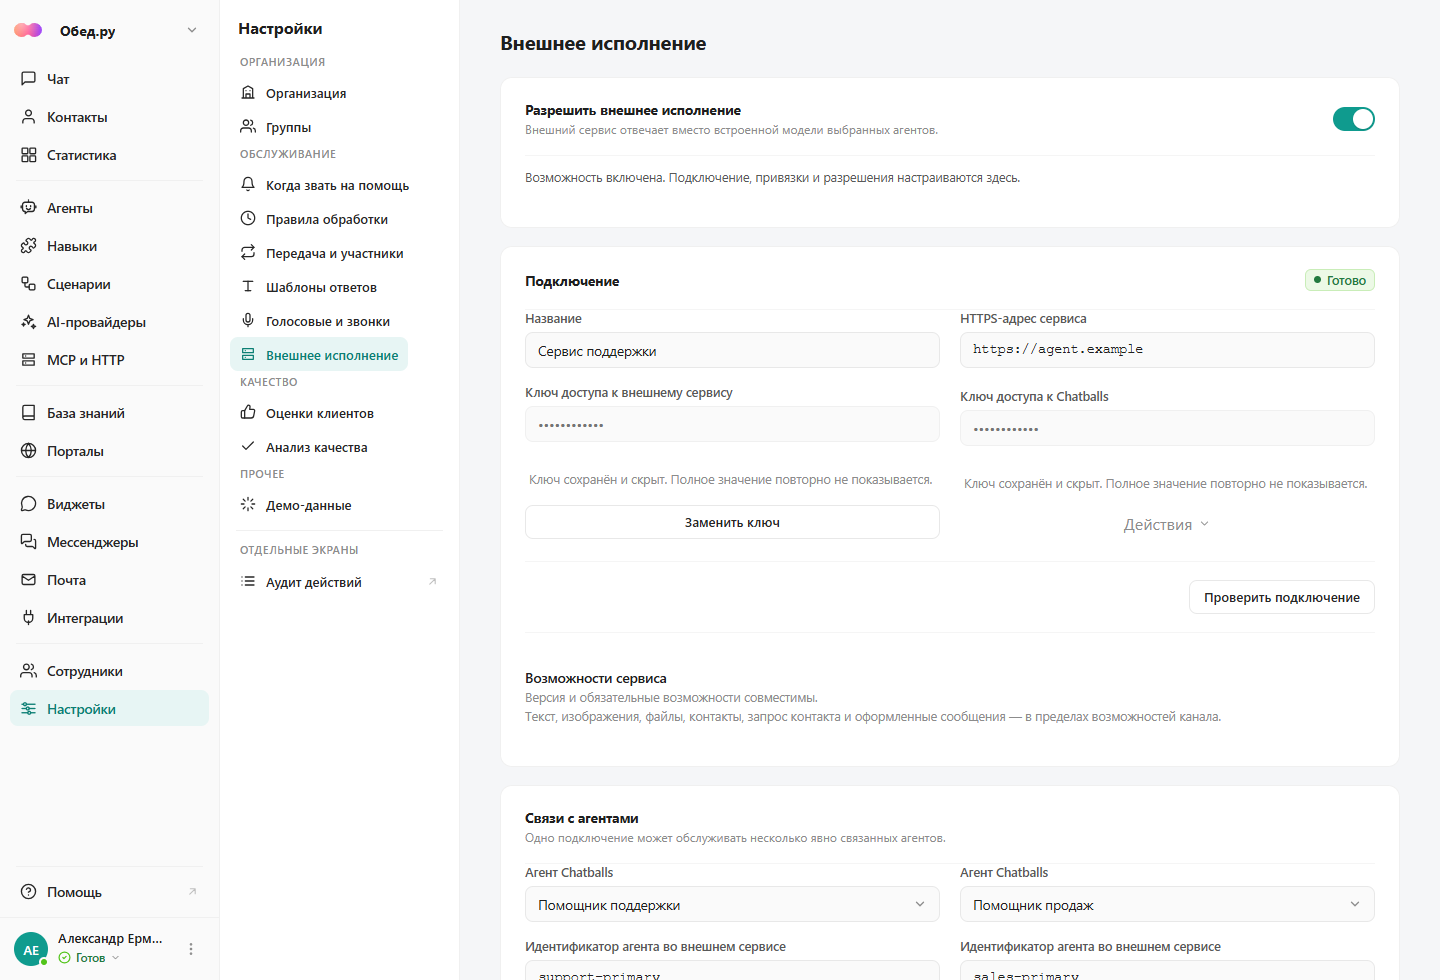 Обед.ру
Чат
Контакты
Статистика
Агенты
Навыки
Сценарии
AI-провайдеры
MCP и HTTP
База знаний
Порталы
Виджеты
Мессенджеры
Почта
Интеграции
Сотрудники
Настройки
Помощь
AE
Александр Ерм...
Готов
Настройки
ОРГАНИЗАЦИЯ
Организация
Группы
ОБСЛУЖИВАНИЕ
Когда звать на помощь
Правила обработки
Передача и участники
Шаблоны ответов
Голосовые и звонки
Внешнее исполнение
КАЧЕСТВО
Оценки клиентов
Анализ качества
ПРОЧЕЕ
Демо-данные
ОТДЕЛЬНЫЕ ЭКРАНЫ
Аудит действий
Внешнее исполнение
Разрешить внешнее исполнение
Внешний сервис отвечает вместо встроенной модели выбранных агентов.
Возможность включена. Подключение, привязки и разрешения настраиваются здесь.
Подключение
Готово
Название
HTTPS-адрес сервиса
Сервис поддержки
https://agent.example
Ключ доступа к внешнему сервису
Ключ доступа к Chatballs
••••••••••••
••••••••••••
Ключ сохранён и скрыт. Полное значение повторно не показывается.
Ключ сохранён и скрыт. Полное значение повторно не показывается.
Заменить ключ
Действия
Проверить подключение
Возможности сервиса
Версия и обязательные возможности совместимы.
Текст, изображения, файлы, контакты, запрос контакта и оформленные сообщения — в пределах возможностей канала.
Связи с агентами
Одно подключение может обслуживать несколько явно связанных агентов.
Агент Chatballs
Агент Chatballs
Помощник поддержки
Помощник продаж
Идентификатор агента во внешнем сервисе
Идентификатор агента во внешнем сервисе
support-primary
sales-primary